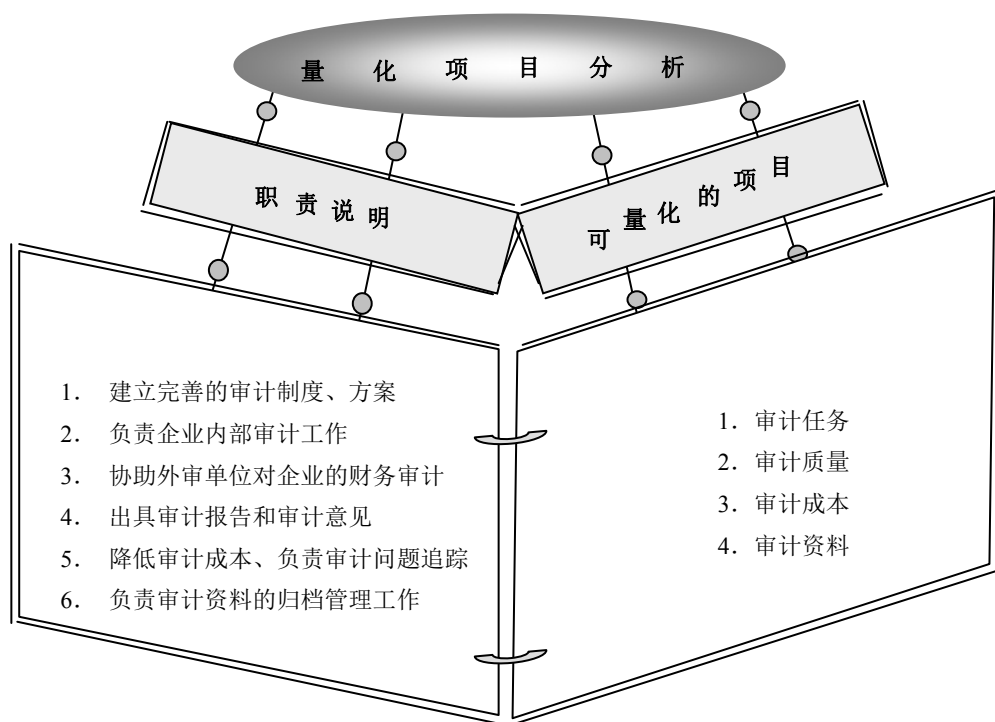 量化项目分析
职责说明
可量化的项目
1. 建立完善的审计制度、方案
2. 负责企业内部审计工作
3. 协助外审单位对企业的财务审计
4. 出具审计报告和审计意见
5. 降低审计成本、负责审计问题追踪
6. 负责审计资料的归档管理工作
1. 审计任务
2. 审计质量
3. 审计成本
4. 审计资料